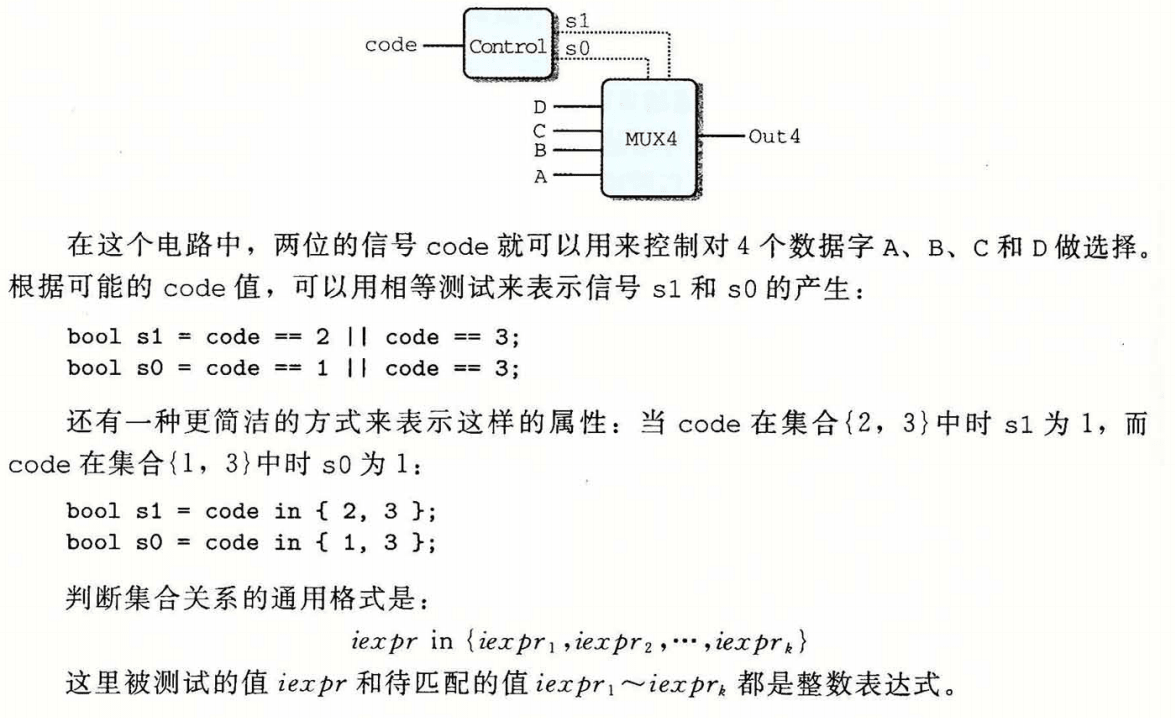 s1
code
Control
s0
D
C
MUX4
Out4
B
A
在这个电路中，两位的信号 code 就可以用来控制对 4 个数据字 A、B、C 和 D 做选择。
根据可能的 code 值，可以用相等测试来表示信号 s1 和 s0 的产生：
bool s1 = code == 2 || code == 3;
bool s0 = code == 1 || code == 3;
还有一种更简洁的方式来表示这样的属性：当 code 在集合{2，3}中时 s1 为 1，而
code 在集合{1，3}中时 s0 为 1：
bool s1 = code in { 2, 3 };
bool s0 = code in { 1, 3 };
判断集合关系的通用格式是：
iexpr in {iexpr₁,iexpr₂,⋯,iexprₖ}
这里被测试的值 iexpr 和待匹配的值 iexpr₁～iexprₖ 都是整数表达式。